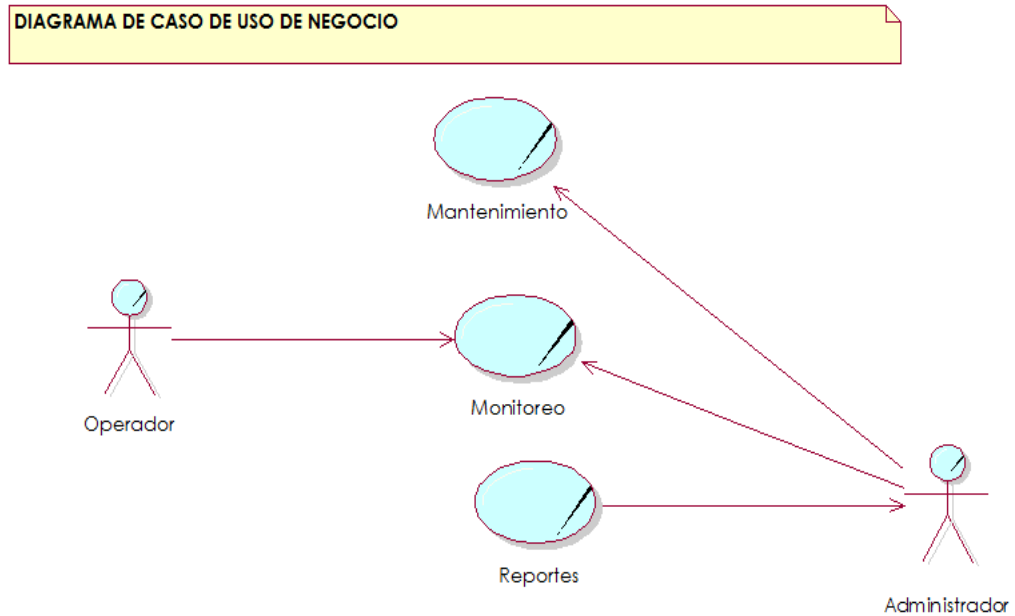 DIAGRAMA DE CASO DE USO DE NEGOCIO
Mantenimiento
Operador
Monitoreo
Reportes
Administrador